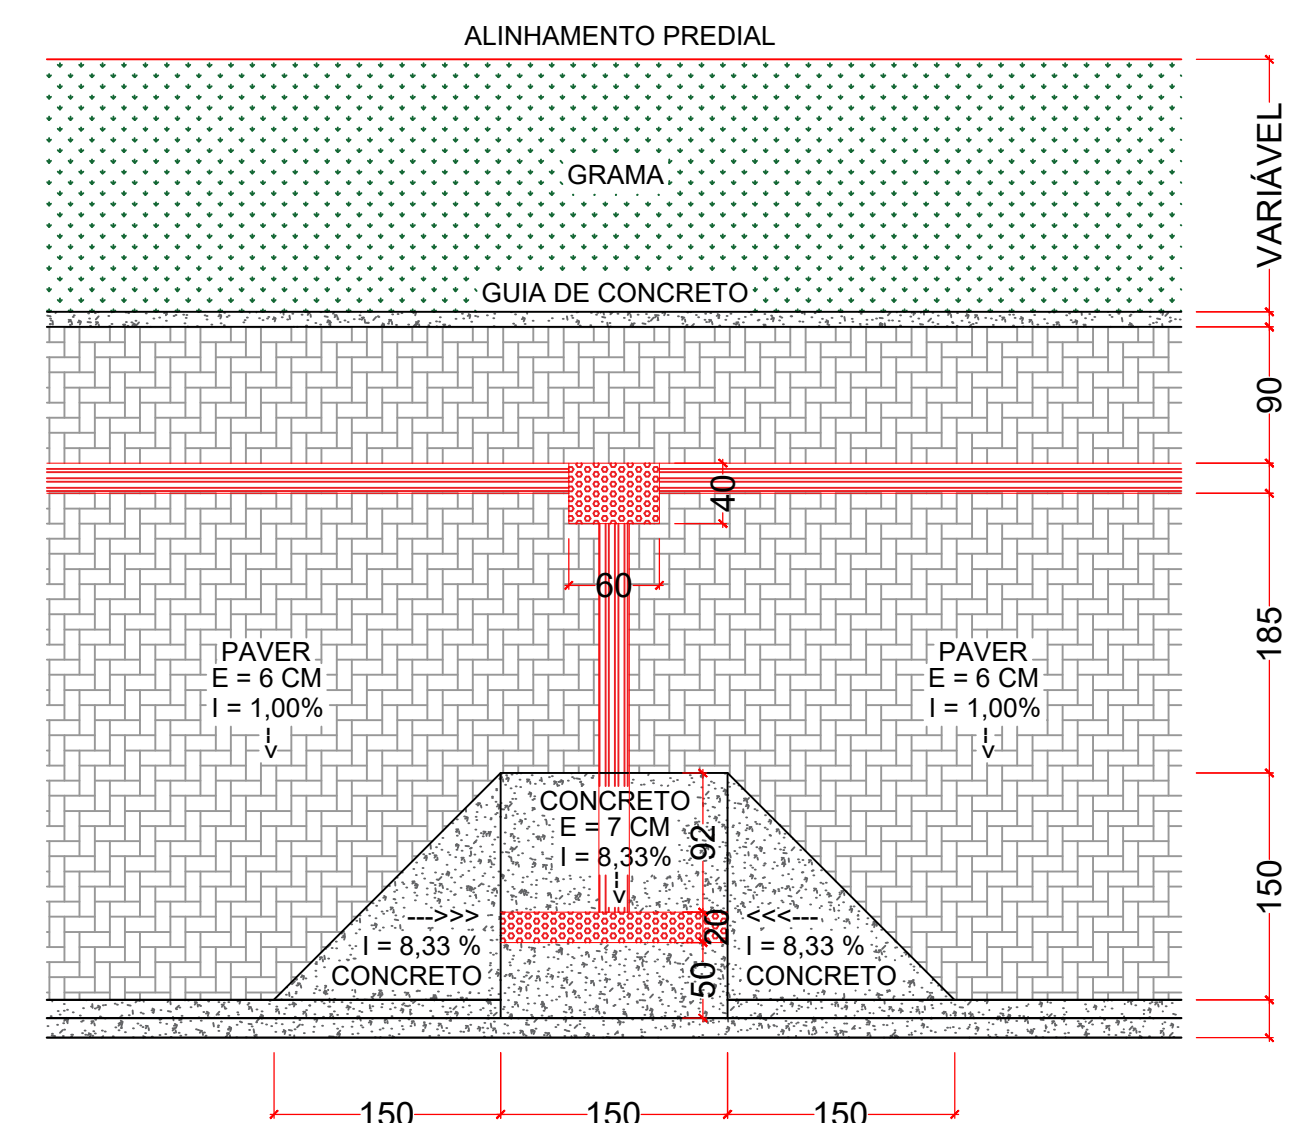 ALINHAMENTO PREDIAL
GRAMA
VARIÁVEL
GUIA DE CONCRETO
90
40
60
185
PAVER
E = 6 CM
I = 1,00%
--->
PAVER
E = 6 CM
I = 1,00%
--->
CONCRETO
E = 7 CM
I = 8,33%
--->
92
20
50
150
--->>>
I = 8,33 %
CONCRETO
<<<---
I = 8,33 %
CONCRETO
150
150
150